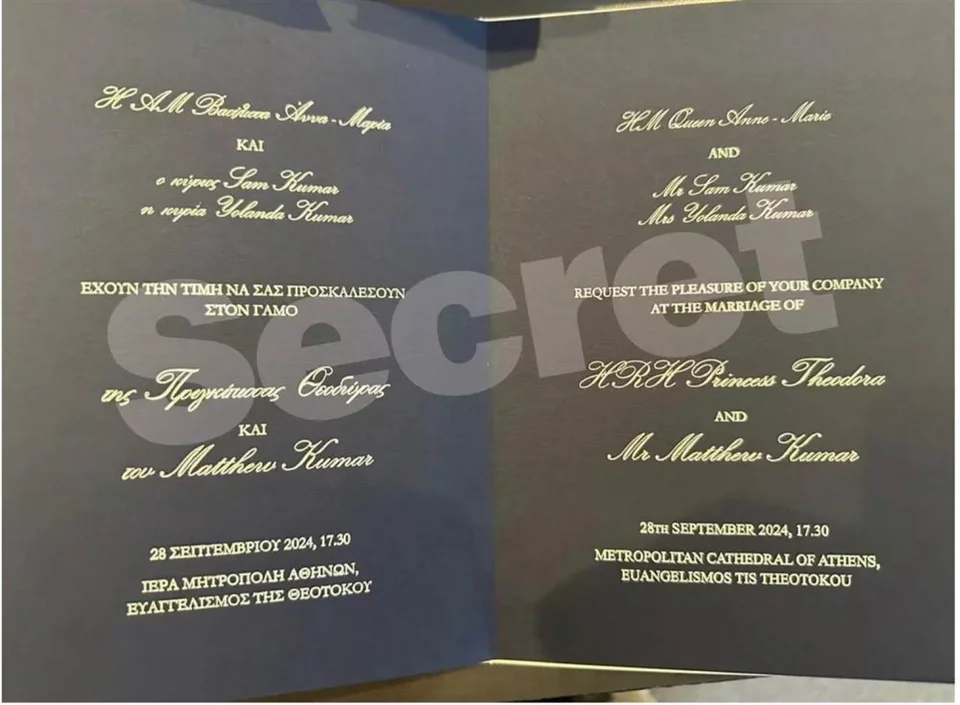 Η ΑΜ Βασίλισσα Άννα-Μαρία
ΚΑΙ
ο κύριος Sam Kumar
η κυρία Yolanda Kumar
ΕΧΟΥΝ ΤΗΝ ΤΙΜΗ ΝΑ ΣΑΣ ΠΡΟΣΚΑΛΕΣΟΥΝ
ΣΤΟΝ ΓΑΜΟ
της Πριγκίπισσας Θεοδώρας
ΚΑΙ
του Matthew Kumar
28 ΣΕΠΤΕΜΒΡΙΟΥ 2024, 17.30
ΙΕΡΑ ΜΗΤΡΟΠΟΛΗ ΑΘΗΝΩΝ,
ΕΥΑΓΓΕΛΙΣΜΟΣ ΤΗΣ ΘΕΟΤΟΚΟΥ
HM Queen Anne-Marie
AND
Mr Sam Kumar
Mrs Yolanda Kumar
REQUEST THE PLEASURE OF YOUR COMPANY
AT THE MARRIAGE OF
HRH Princess Theodora
AND
Mr Matthew Kumar
28TH SEPTEMBER 2024, 17.30
METROPOLITAN CATHEDRAL OF ATHENS,
EUANGELISMOS TIS THEOTOKOU
Secret